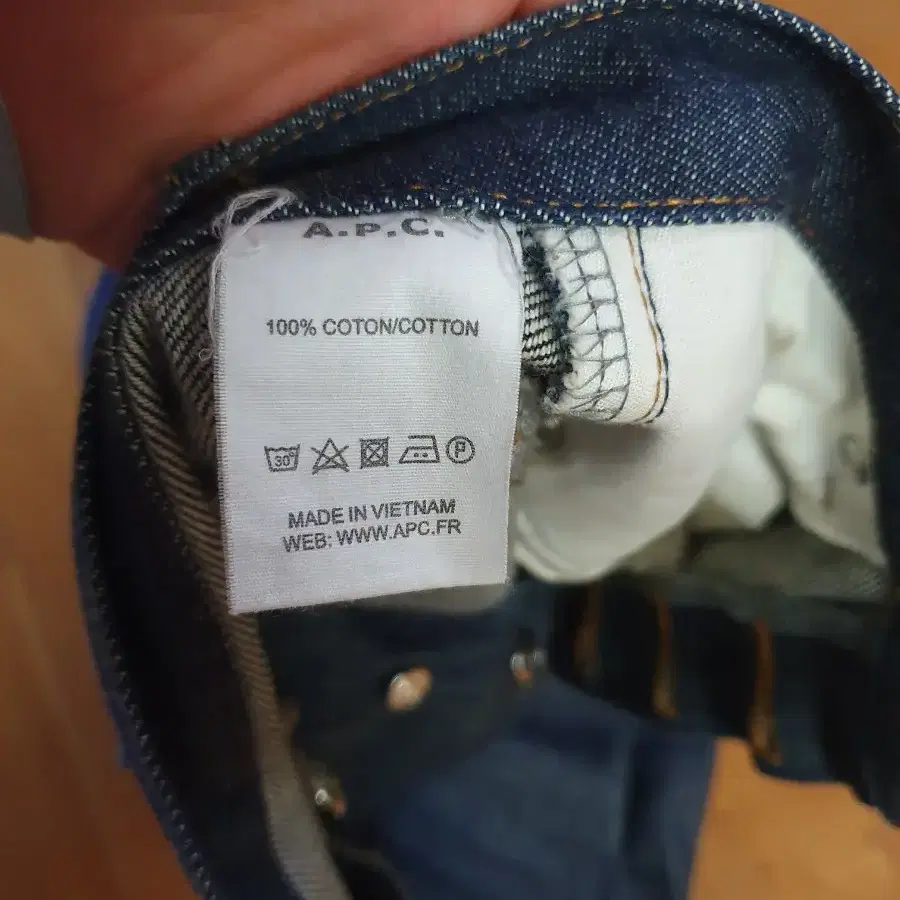 A.P.C.
100% COTON/COTTON
30°
P
MADE IN VIETNAM
WEB: WWW.APC.FR